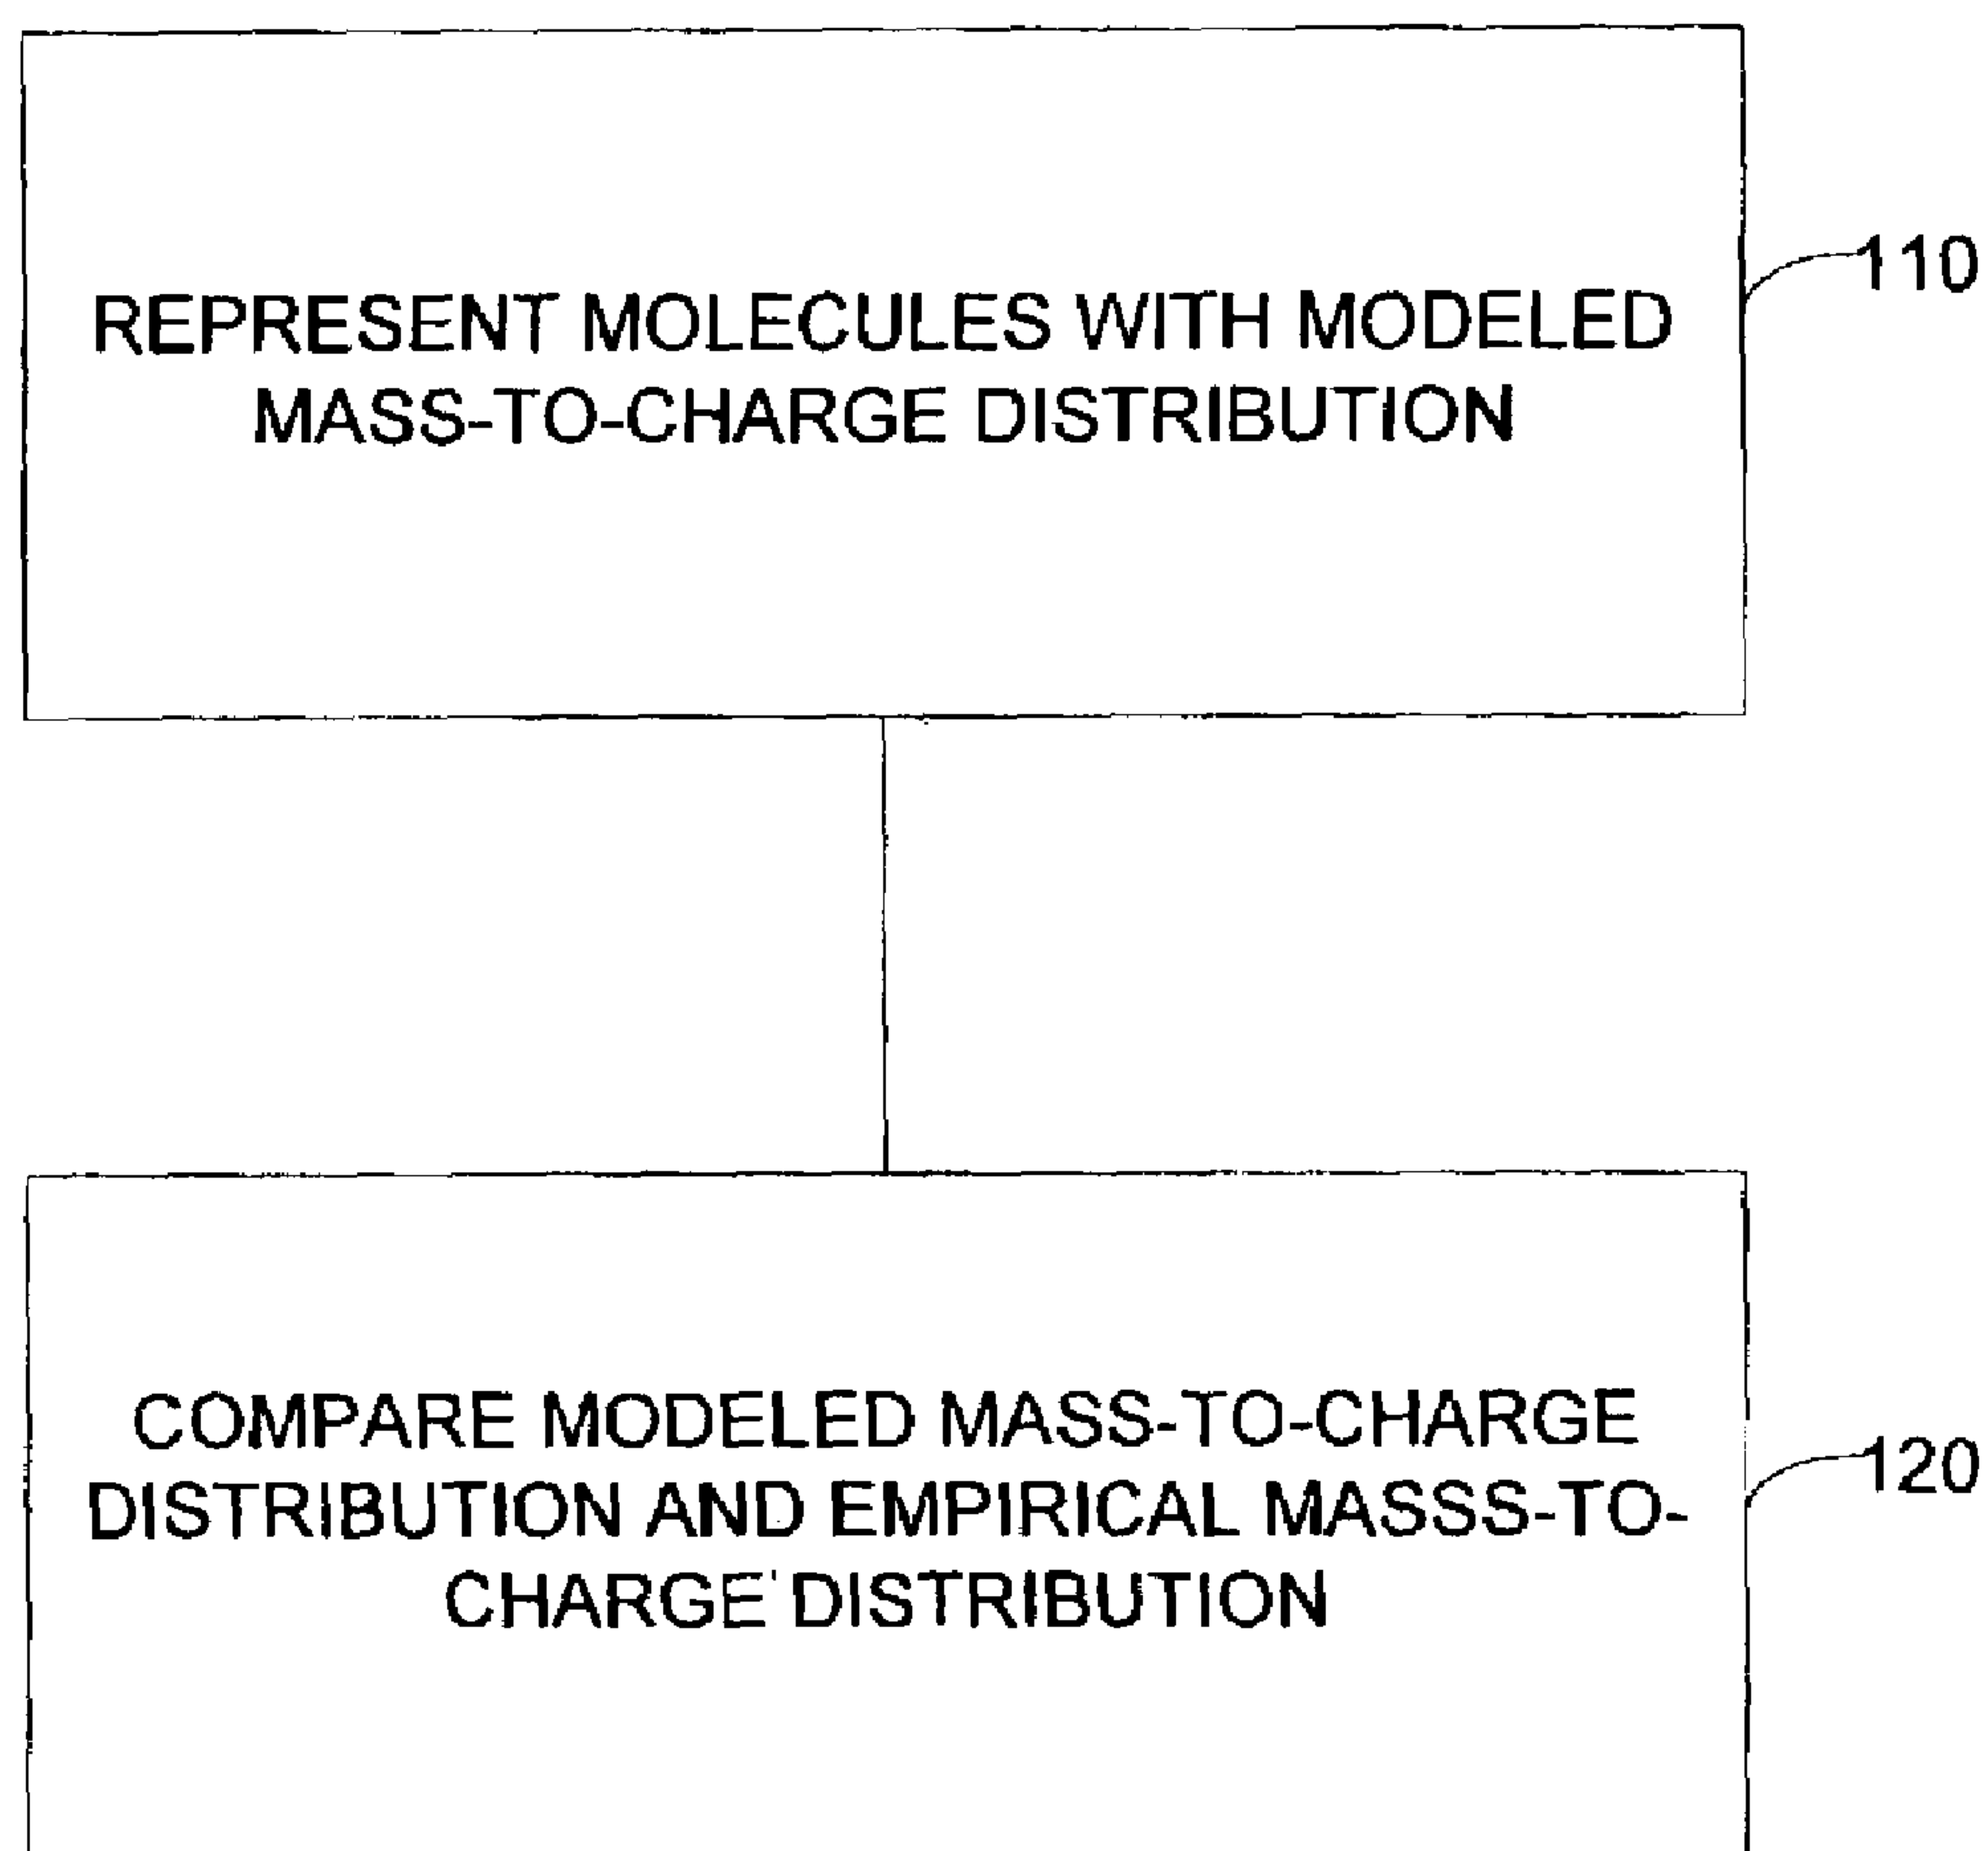 REPRESENT MOLECULES WITH MODELED
MASS-TO-CHARGE DISTRIBUTION
110
COMPARE MODELED MASS-TO-CHARGE
DISTRIBUTION AND EMPIRICAL MASSS-TO-
CHARGE DISTRIBUTION
120